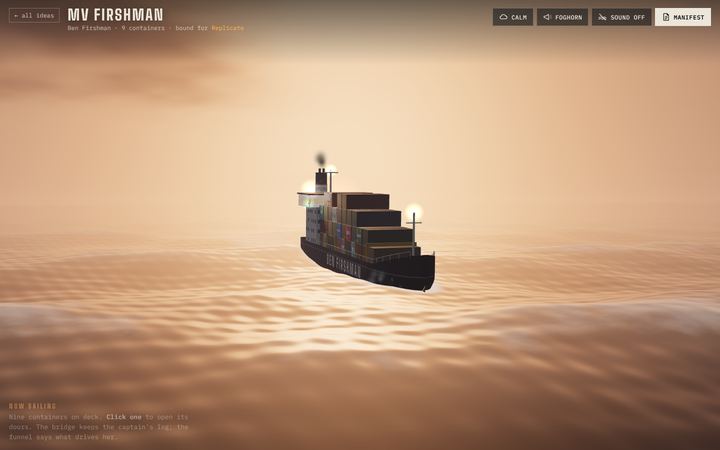 ← all ideas
MV FIRSHMAN
Ben Firshman · 9 containers · bound for Replicate
CALM
FOGHORN
SOUND OFF
MANIFEST
BEN FIRSHMAN
NOW SAILING
Nine containers on deck. Click one to open its
doors. The bridge keeps the captain's log; the
funnel says what drives her.